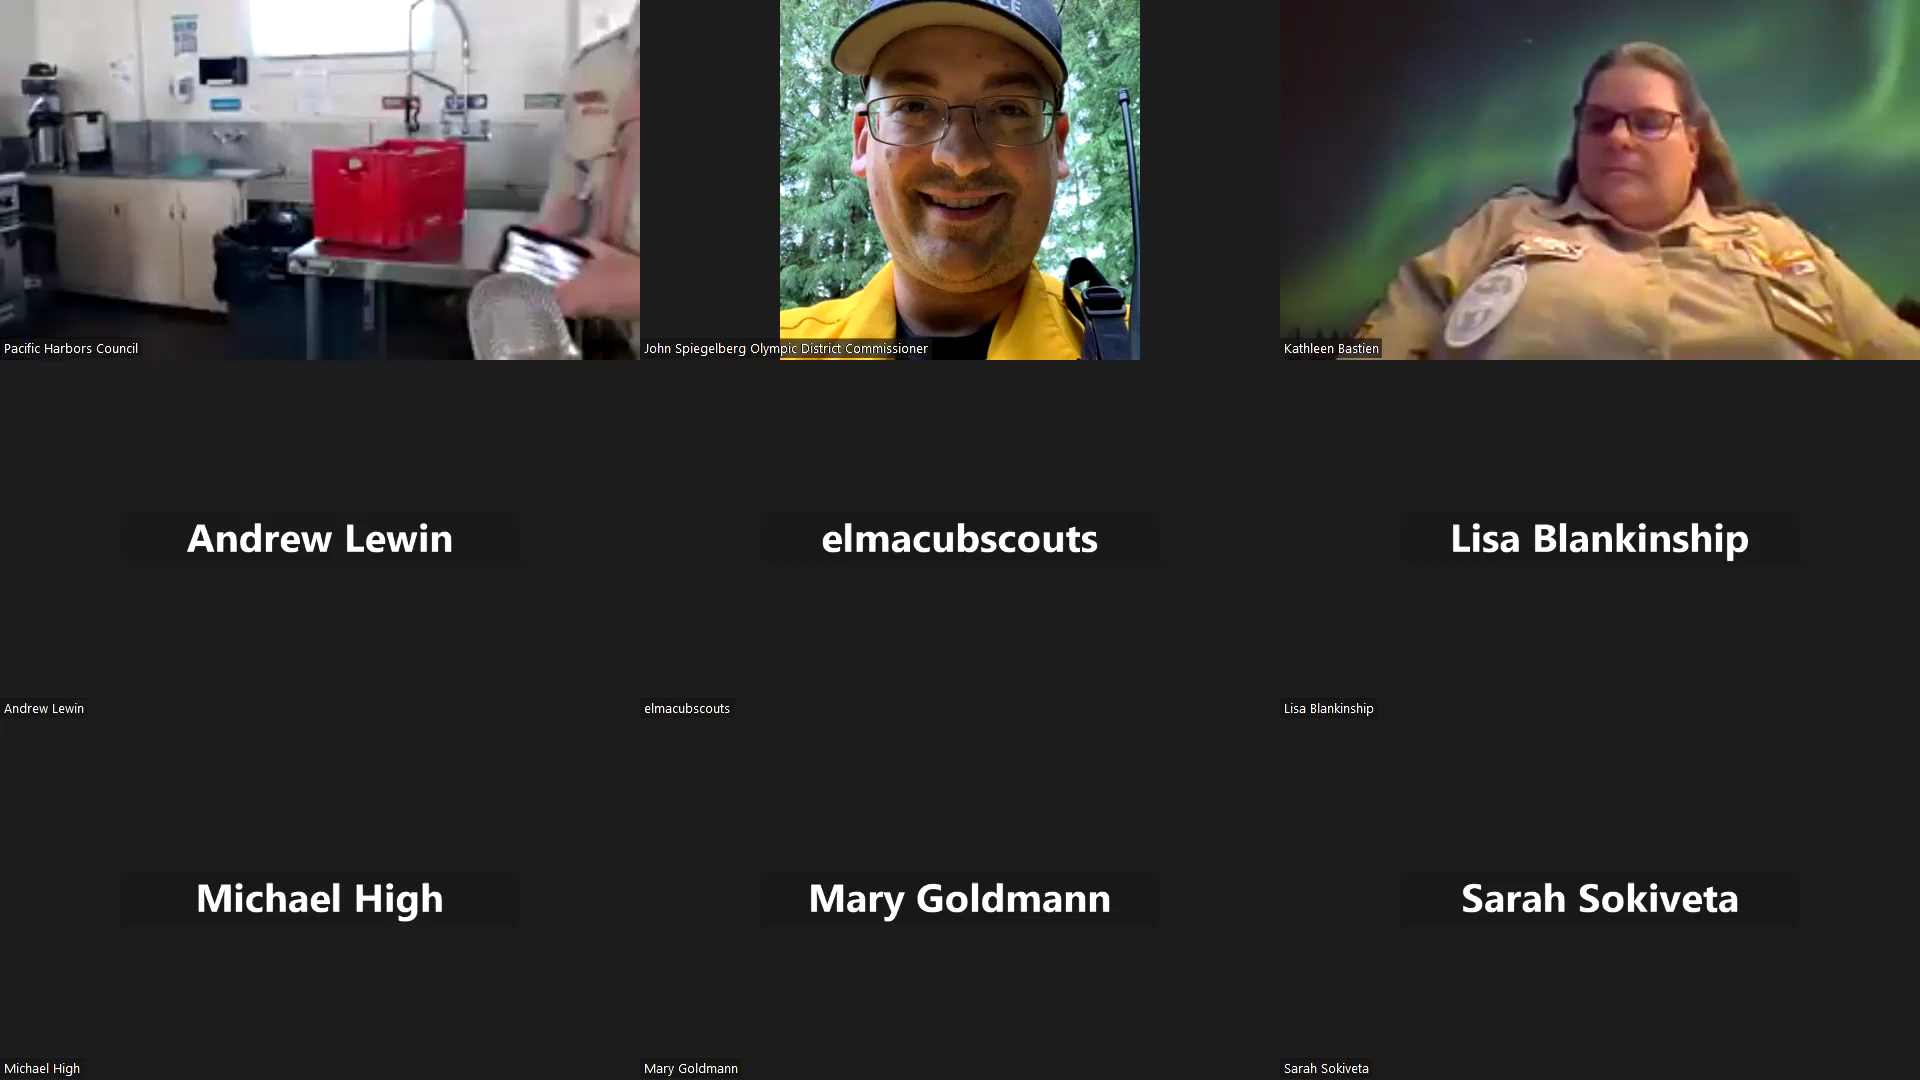 Pacific Harbors Council
John Spiegelberg Olympic District Commissioner
Kathleen Bastien
Andrew Lewin
elmacubscouts
Lisa Blankinship
Andrew Lewin
elmacubscouts
Lisa Blankinship
Michael High
Mary Goldmann
Sarah Sokiveta
Michael High
Mary Goldmann
Sarah Sokiveta